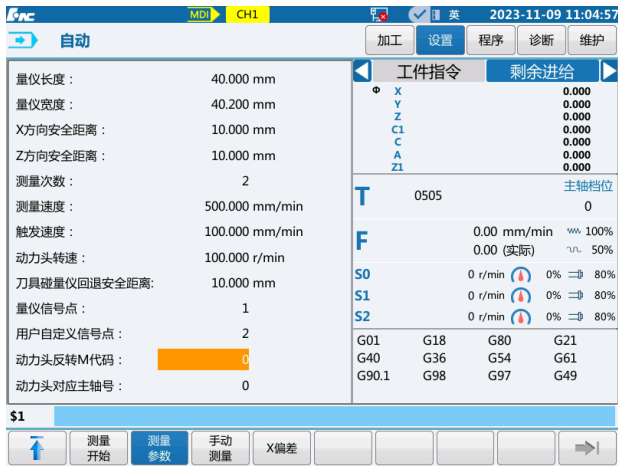 HNC MDI CH1 英 2023-11-09 11:04:57
自动 加工 设置 程序 诊断 维护
量仪长度： 40.000 mm
量仪宽度： 40.200 mm
X方向安全距离： 10.000 mm
Z方向安全距离： 10.000 mm
测量次数： 2
测量速度： 500.000 mm/min
触发速度： 100.000 mm/min
动力头转速： 100.000 r/min
刀具碰量仪回退安全距离: 10.000 mm
量仪信号点： 1
用户自定义信号点： 2
动力头反转M代码： 0
动力头对应主轴号： 0
工件指令 剩余进给
Φ X 0.000
Y 0.000
Z 0.000
C1 0.000
C 0.000
A 0.000
Z1 0.000
T 0505 主轴档位
0
F 0.00 mm/min 100%
0.00 (实际) 50%
S0 0 r/min 0% 80%
S1 0 r/min 0% 80%
S2 0 r/min 0% 80%
G01 G18 G80 G21
G40 G36 G54 G61
G90.1 G98 G97 G49
$1
测量
开始
测量
参数
手动
测量
X偏差